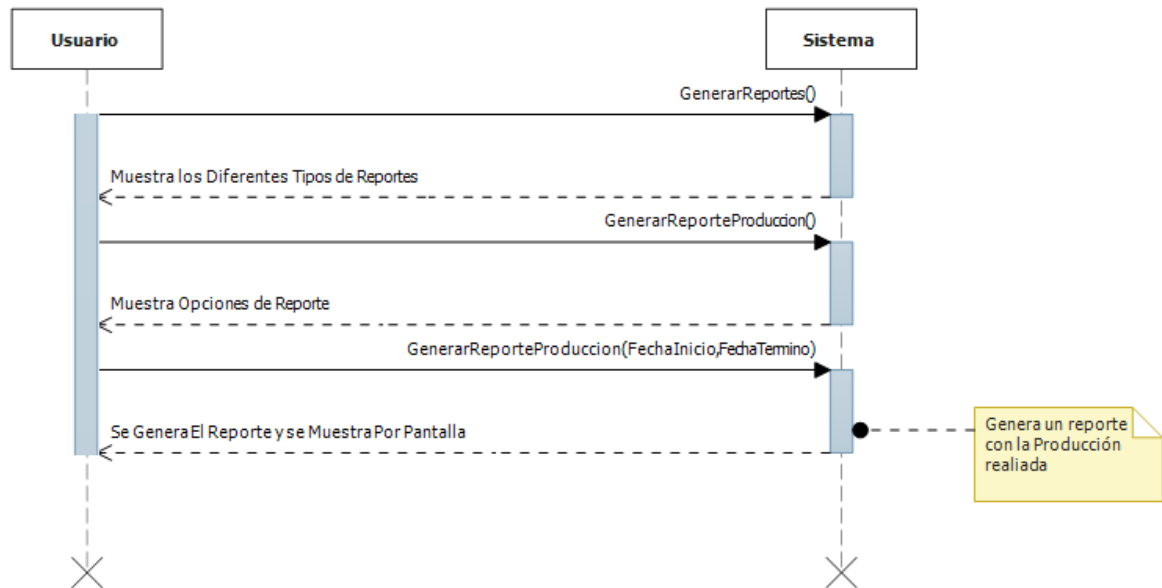 Usuario
Sistema
GenerarReportes()
Muestra los Diferentes Tipos de Reportes
GenerarReporteProduccion()
Muestra Opciones de Reporte
GenerarReporteProduccion(FechaInicio,FechaTermino)
Se Genera El Reporte y se Muestra Por Pantalla
Genera un reporte
con la Producción
realiada